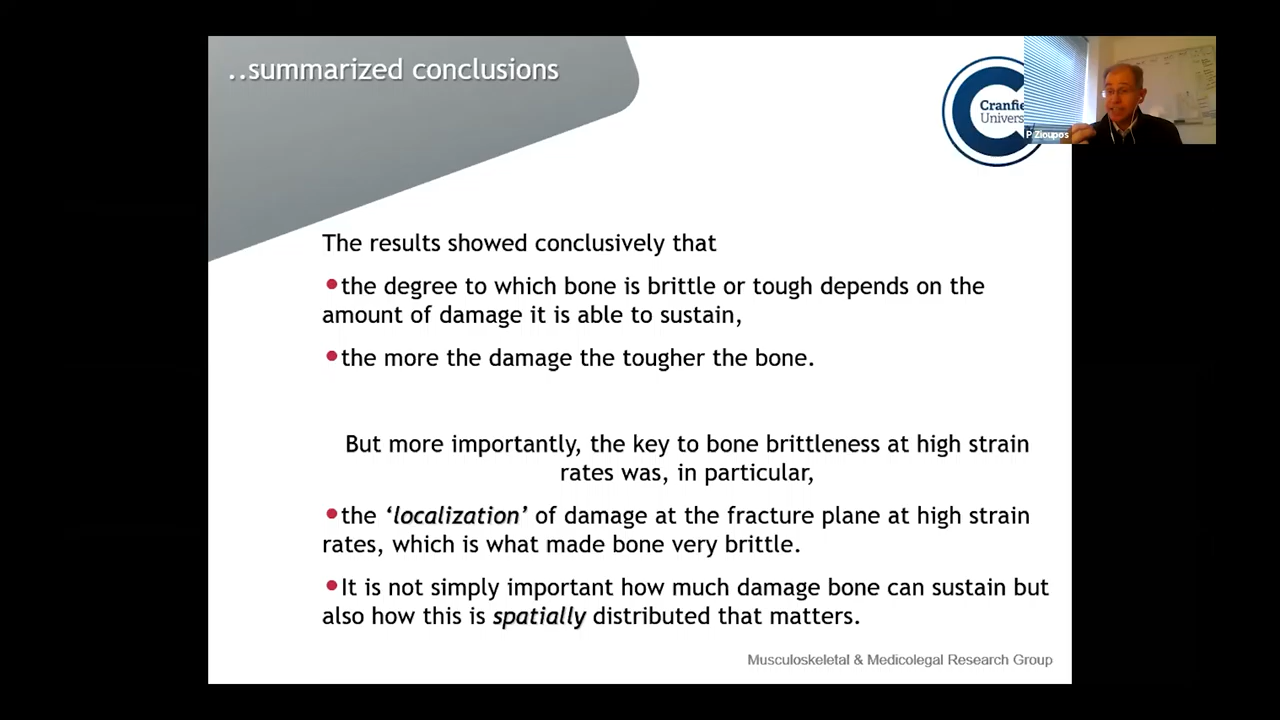 ..summarized conclusions
Cranfie
Univers
P Zioupos
The results showed conclusively that
•the degree to which bone is brittle or tough depends on the
amount of damage it is able to sustain,
•the more the damage the tougher the bone.
But more importantly, the key to bone brittleness at high strain
rates was, in particular,
•the ‘localization’ of damage at the fracture plane at high strain
rates, which is what made bone very brittle.
•It is not simply important how much damage bone can sustain but
also how this is spatially distributed that matters.
Musculoskeletal & Medicolegal Research Group